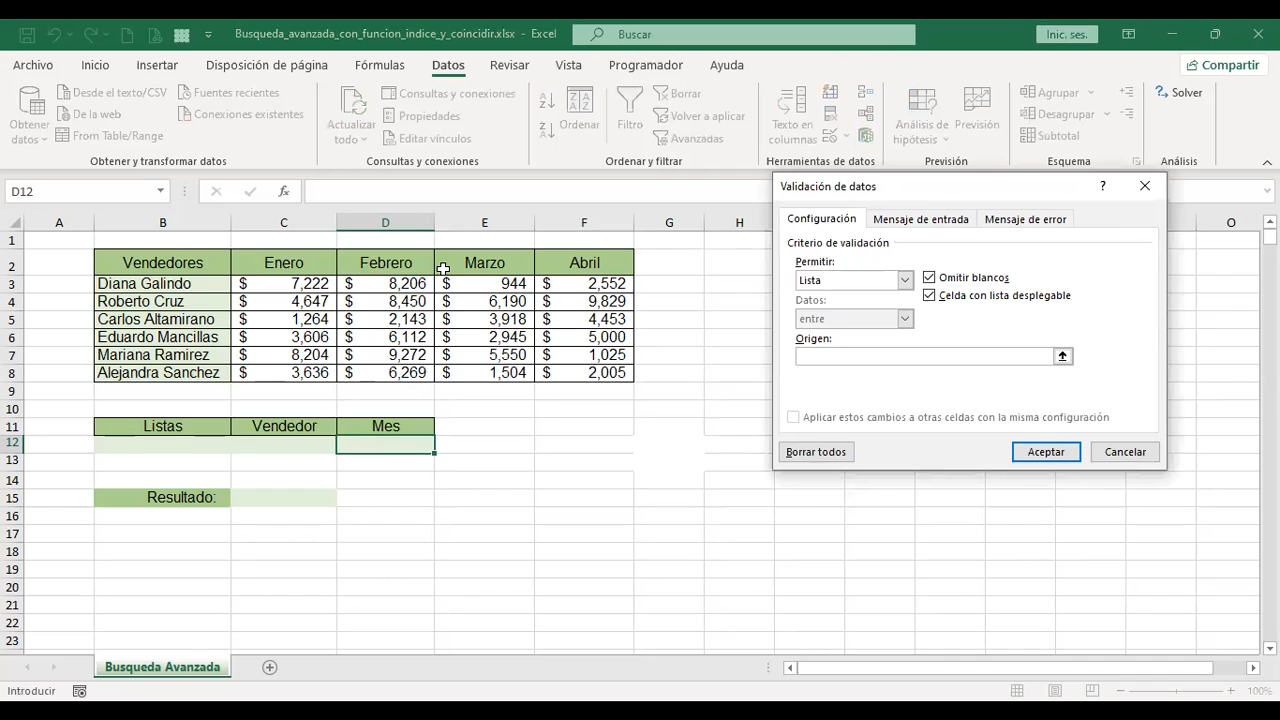 Busqueda_avanzada_con_funcion_indice_y_coincidir.xlsx - Excel
Buscar
Inic. ses.
Archivo Inicio Insertar Disposición de página Fórmulas Datos Revisar Vista Programador Ayuda
Compartir
Obtener datos
Desde el texto/CSV
De la web
From Table/Range
Fuentes recientes
Conexiones existentes
Obtener y transformar datos
Actualizar todo
Consultas y conexiones
Propiedades
Editar vínculos
Consultas y conexiones
Ordenar
Filtro
Borrar
Volver a aplicar
Avanzadas
Ordenar y filtrar
Texto en columnas
Herramientas de datos
Análisis de hipótesis
Previsión
Previsión
Agrupar
Desagrupar
Subtotal
Esquema
Solver
Análisis
D12
fx
A B C D E F G H O
1
2 Vendedores Enero Febrero Marzo Abril
3 Diana Galindo $ 7,222 $ 8,206 $ 944 $ 2,552
4 Roberto Cruz $ 4,647 $ 8,450 $ 6,190 $ 9,829
5 Carlos Altamirano $ 1,264 $ 2,143 $ 3,918 $ 4,453
6 Eduardo Mancillas $ 3,606 $ 6,112 $ 2,945 $ 5,000
7 Mariana Ramirez $ 8,204 $ 9,272 $ 5,550 $ 1,025
8 Alejandra Sanchez $ 3,636 $ 6,269 $ 1,504 $ 2,005
9
10
11 Listas Vendedor Mes
12
13
14
15 Resultado:
16
17
18
19
20
21
22
23
Validación de datos
?
Configuración Mensaje de entrada Mensaje de error
Criterio de validación
Permitir:
Lista
Omitir blancos
Datos:
Celda con lista desplegable
entre
Origen:
Aplicar estos cambios a otras celdas con la misma configuración
Borrar todos Aceptar Cancelar
Busqueda Avanzada
Introducir
100%